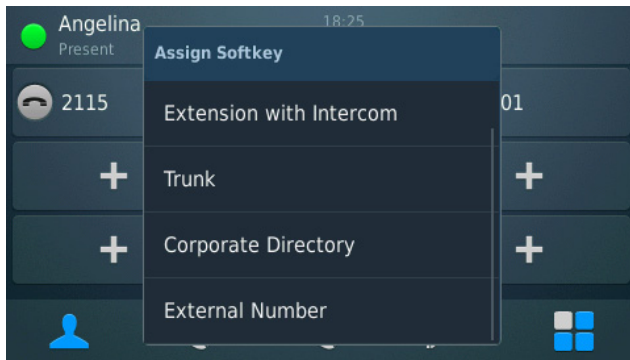 Angelina
18:25
Present
Assign Softkey
2115
01
Extension with Intercom
Trunk
Corporate Directory
External Number